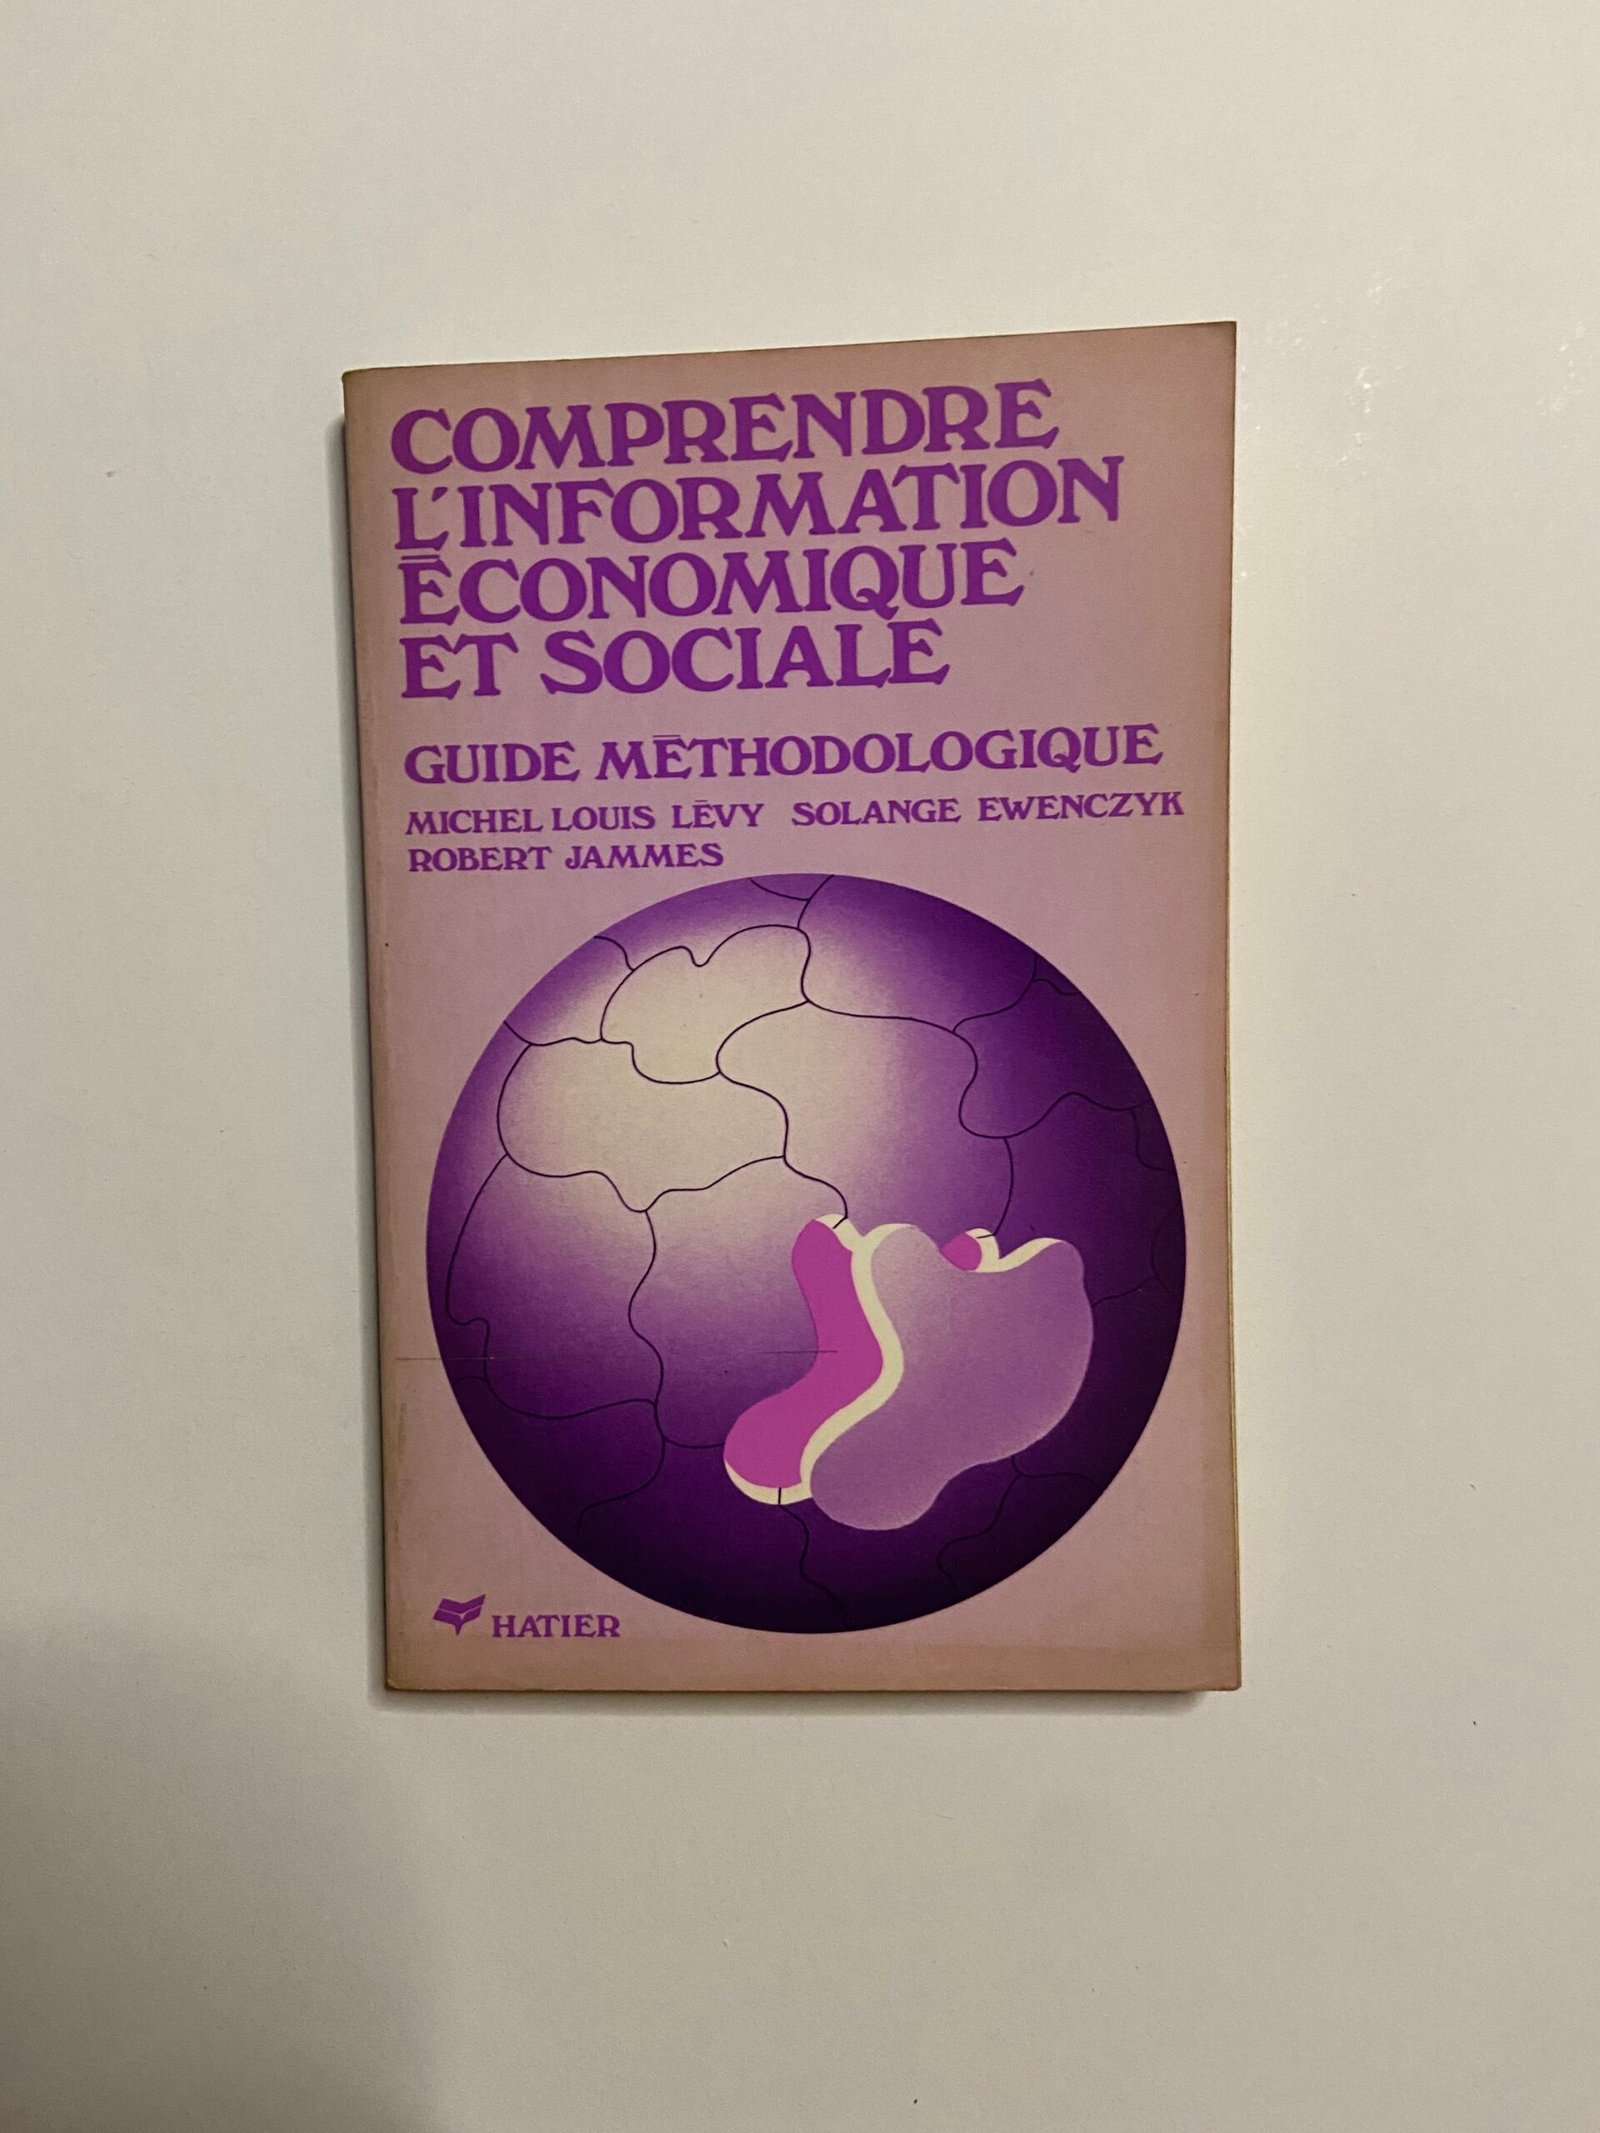 COMPRENDRE
L'INFORMATION
ÉCONOMIQUE
ET SOCIALE
GUIDE MÉTHODOLOGIQUE
MICHEL LOUIS LÉVY SOLANGE EWENCZYK
ROBERT JAMMES
HATIER